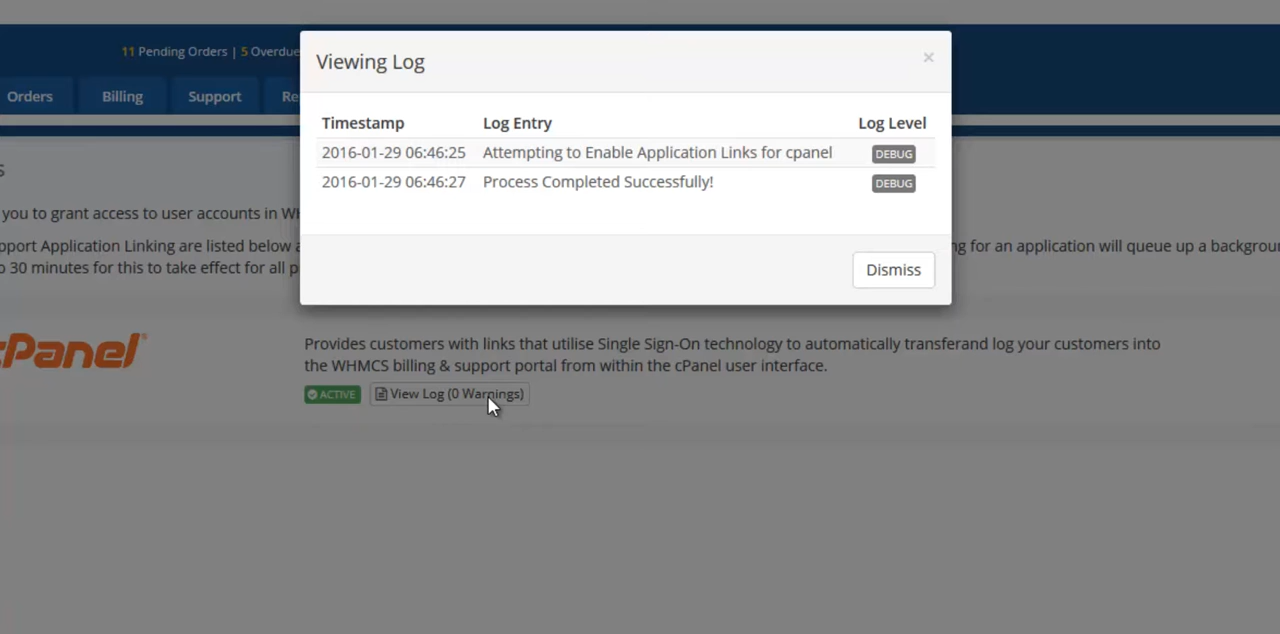 11 Pending Orders | 5 Overdue
Orders Billing Support Re
Viewing Log ×
Timestamp Log Entry Log Level
2016-01-29 06:46:25 Attempting to Enable Application Links for cpanel DEBUG
2016-01-29 06:46:27 Process Completed Successfully! DEBUG
Dismiss
s
you to grant access to user accounts in WH
pport Application Linking are listed below a ng for an application will queue up a backgrou
o 30 minutes for this to take effect for all p
cPanel®
Provides customers with links that utilise Single Sign-On technology to automatically transferand log your customers into
the WHMCS billing & support portal from within the cPanel user interface.
ACTIVE View Log (0 Warnings)